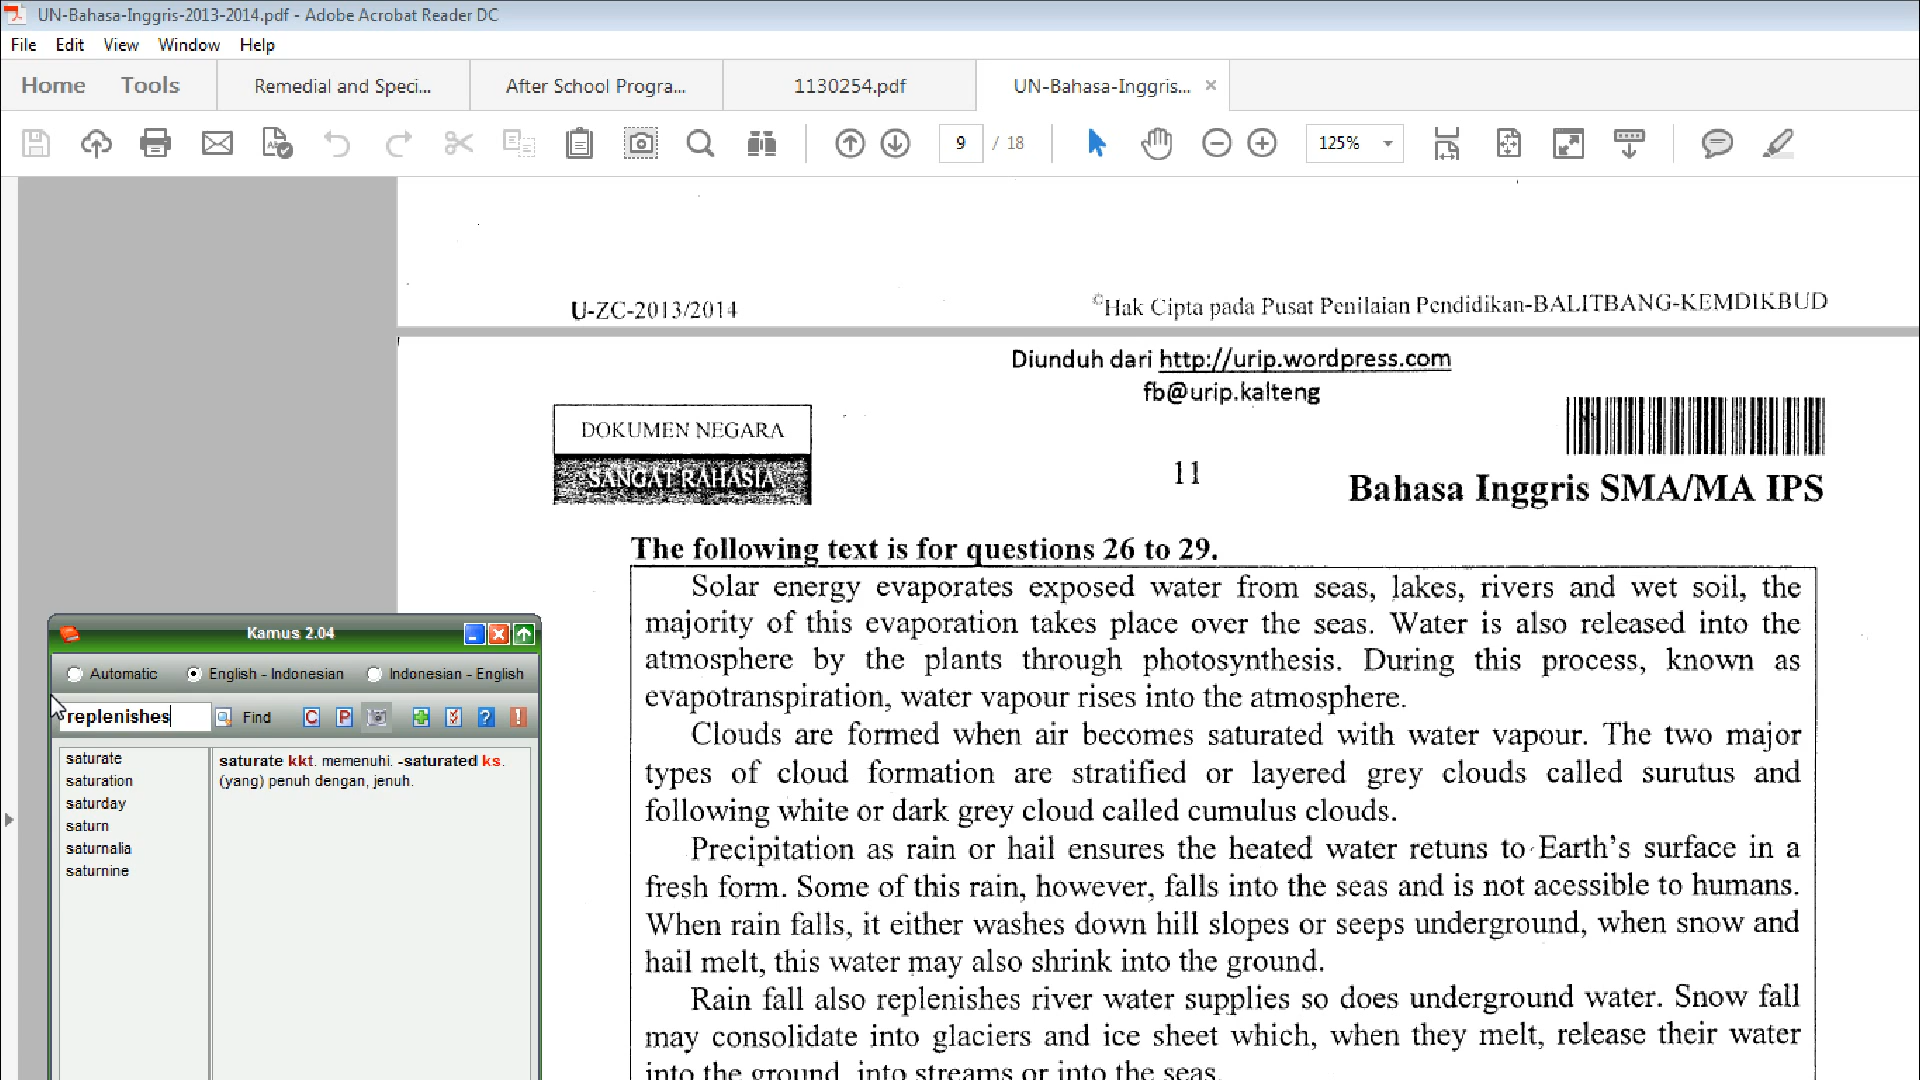 UN-Bahasa-Inggris-2013-2014.pdf - Adobe Acrobat Reader DC
File Edit View Window Help
Home Tools Remedial and Speci... After School Progra... 1130254.pdf UN-Bahasa-Inggris... ×
9 / 18 125%
U-ZC-2013/2014
©Hak Cipta pada Pusat Penilaian Pendidikan-BALITBANG-KEMDIKBUD
Diunduh dari http://urip.wordpress.com
fb@urip.kalteng
DOKUMEN NEGARA
SANGAT RAHASIA
11
Bahasa Inggris SMA/MA IPS
The following text is for questions 26 to 29.
Solar energy evaporates exposed water from seas, lakes, rivers and wet soil, the
majority of this evaporation takes place over the seas. Water is also released into the
atmosphere by the plants through photosynthesis. During this process, known as
evapotranspiration, water vapour rises into the atmosphere.
Clouds are formed when air becomes saturated with water vapour. The two major
types of cloud formation are stratified or layered grey clouds called surutus and
following white or dark grey cloud called cumulus clouds.
Precipitation as rain or hail ensures the heated water retuns to Earth's surface in a
fresh form. Some of this rain, however, falls into the seas and is not acessible to humans.
When rain falls, it either washes down hill slopes or seeps underground, when snow and
hail melt, this water may also shrink into the ground.
Rain fall also replenishes river water supplies so does underground water. Snow fall
may consolidate into glaciers and ice sheet which, when they melt, release their water
into the ground, into streams or into the seas.
Kamus 2.04
Automatic English - Indonesian Indonesian - English
replenishes Find C P
saturate
saturation
saturday
saturn
saturnalia
saturnine
saturate kkt. memenuhi. -saturated ks.
(yang) penuh dengan, jenuh.